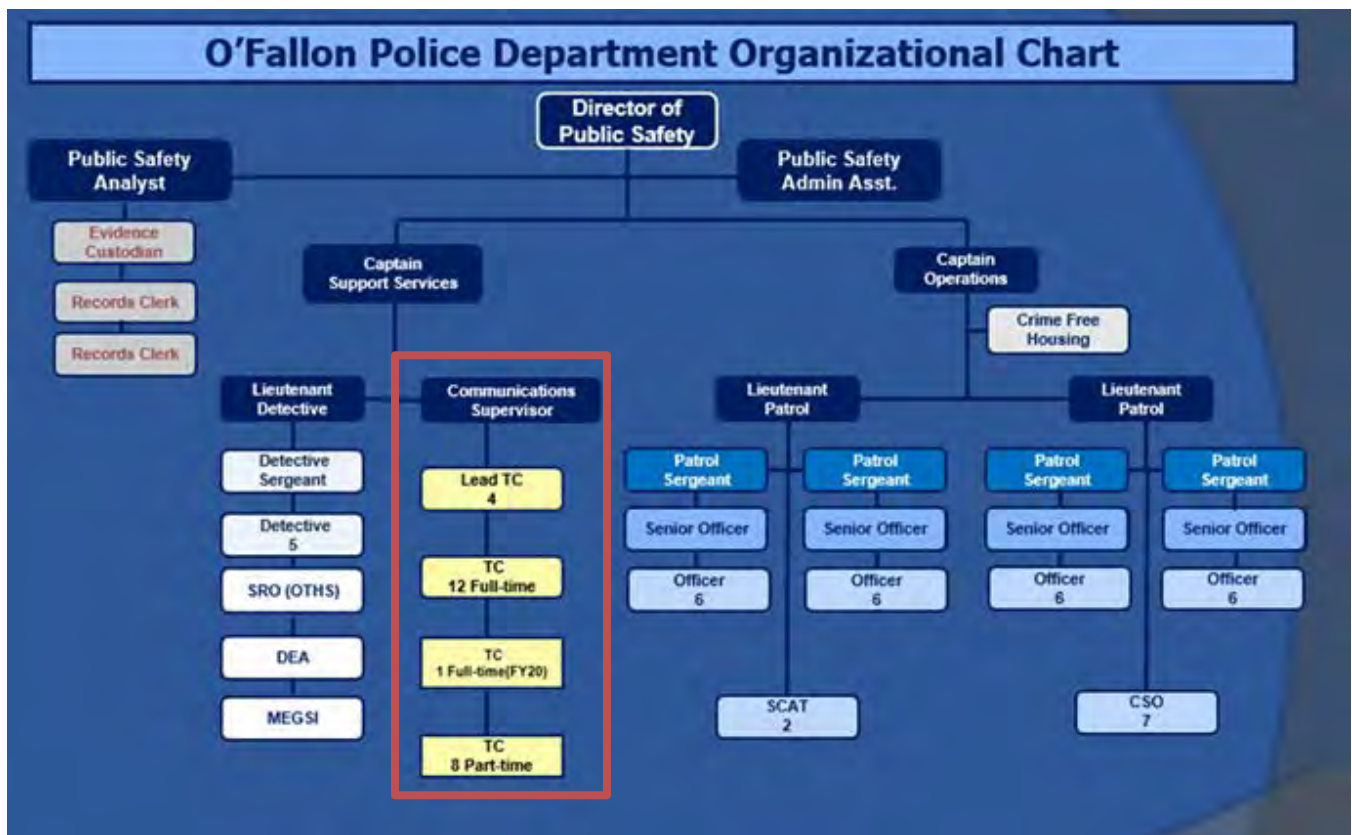 O'Fallon Police Department Organizational Chart
Director of
Public Safety
Public Safety
Analyst
Public Safety
Admin Asst.
Evidence
Custodian
Records Clerk
Records Clerk
Captain
Support Services
Captain
Operations
Crime Free
Housing
Lieutenant
Detective
Detective
Sergeant
Detective
5
SRO (OTHS)
DEA
MEGSI
Communications
Supervisor
Lead TC
4
TC
12 Full-time
TC
1 Full-time(FY20)
TC
8 Part-time
Lieutenant
Patrol
Patrol
Sergeant
Senior Officer
Officer
6
Patrol
Sergeant
Senior Officer
Officer
6
SCAT
2
Lieutenant
Patrol
Patrol
Sergeant
Senior Officer
Officer
6
Patrol
Sergeant
Senior Officer
Officer
6
CSO
7